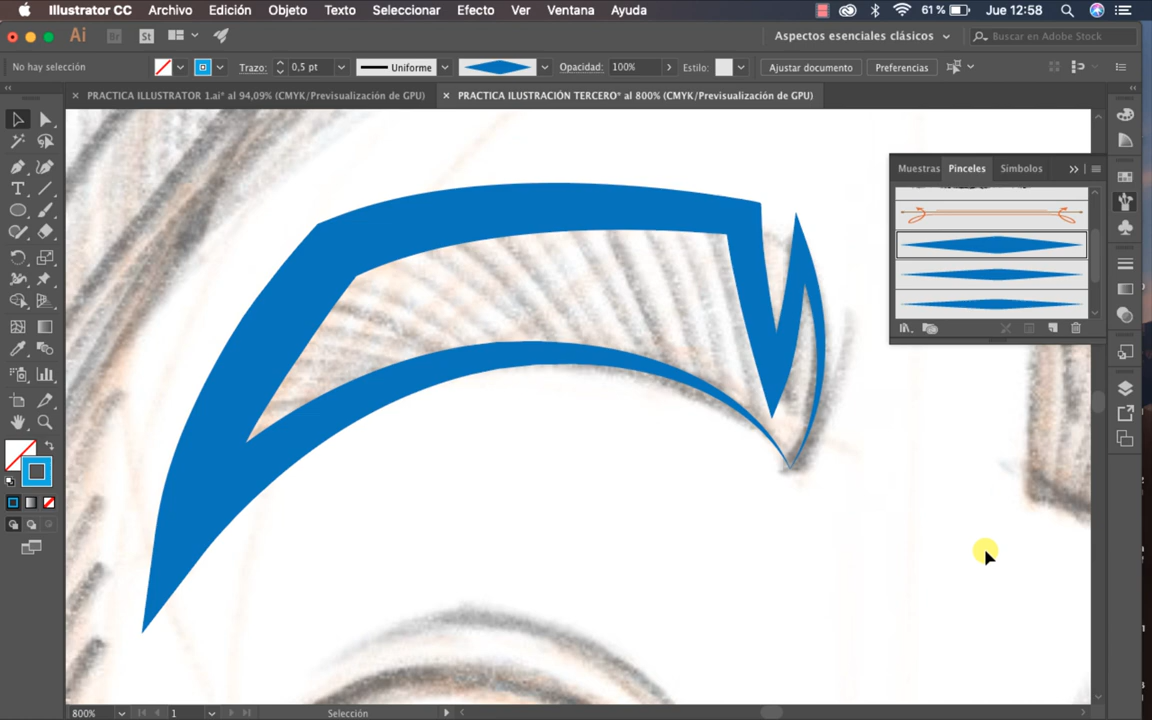 Illustrator CC Archivo Edición Objeto Texto Seleccionar Efecto Ver Ventana Ayuda 61 % Jue 12:58
Ai Br St Aspectos esenciales clásicos Buscar en Adobe Stock
No hay selección Trazo: 0,5 pt Uniforme Opacidad: 100% Estilo: Ajustar documento Preferencias
× PRACTICA ILLUSTRATOR 1.ai* al 94,09% (CMYK/Previsualización de GPU) × PRACTICA ILUSTRACIÓN TERCERO* al 800% (CMYK/Previsualización de GPU)
Muestras Pinceles Símbolos
800% 1 Selección